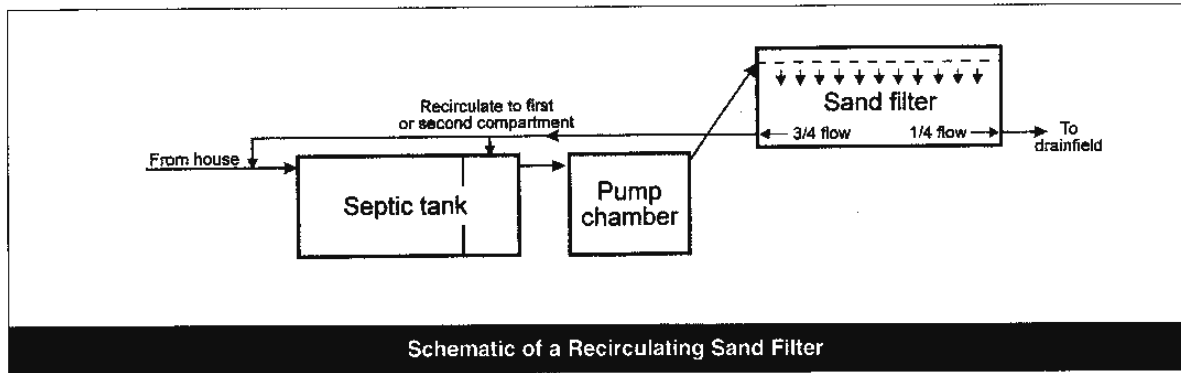 Recirculate to first
or second compartment
From house
Septic tank
Pump
chamber
Sand filter
3/4 flow 1/4 flow
To
drainfield
Schematic of a Recirculating Sand Filter